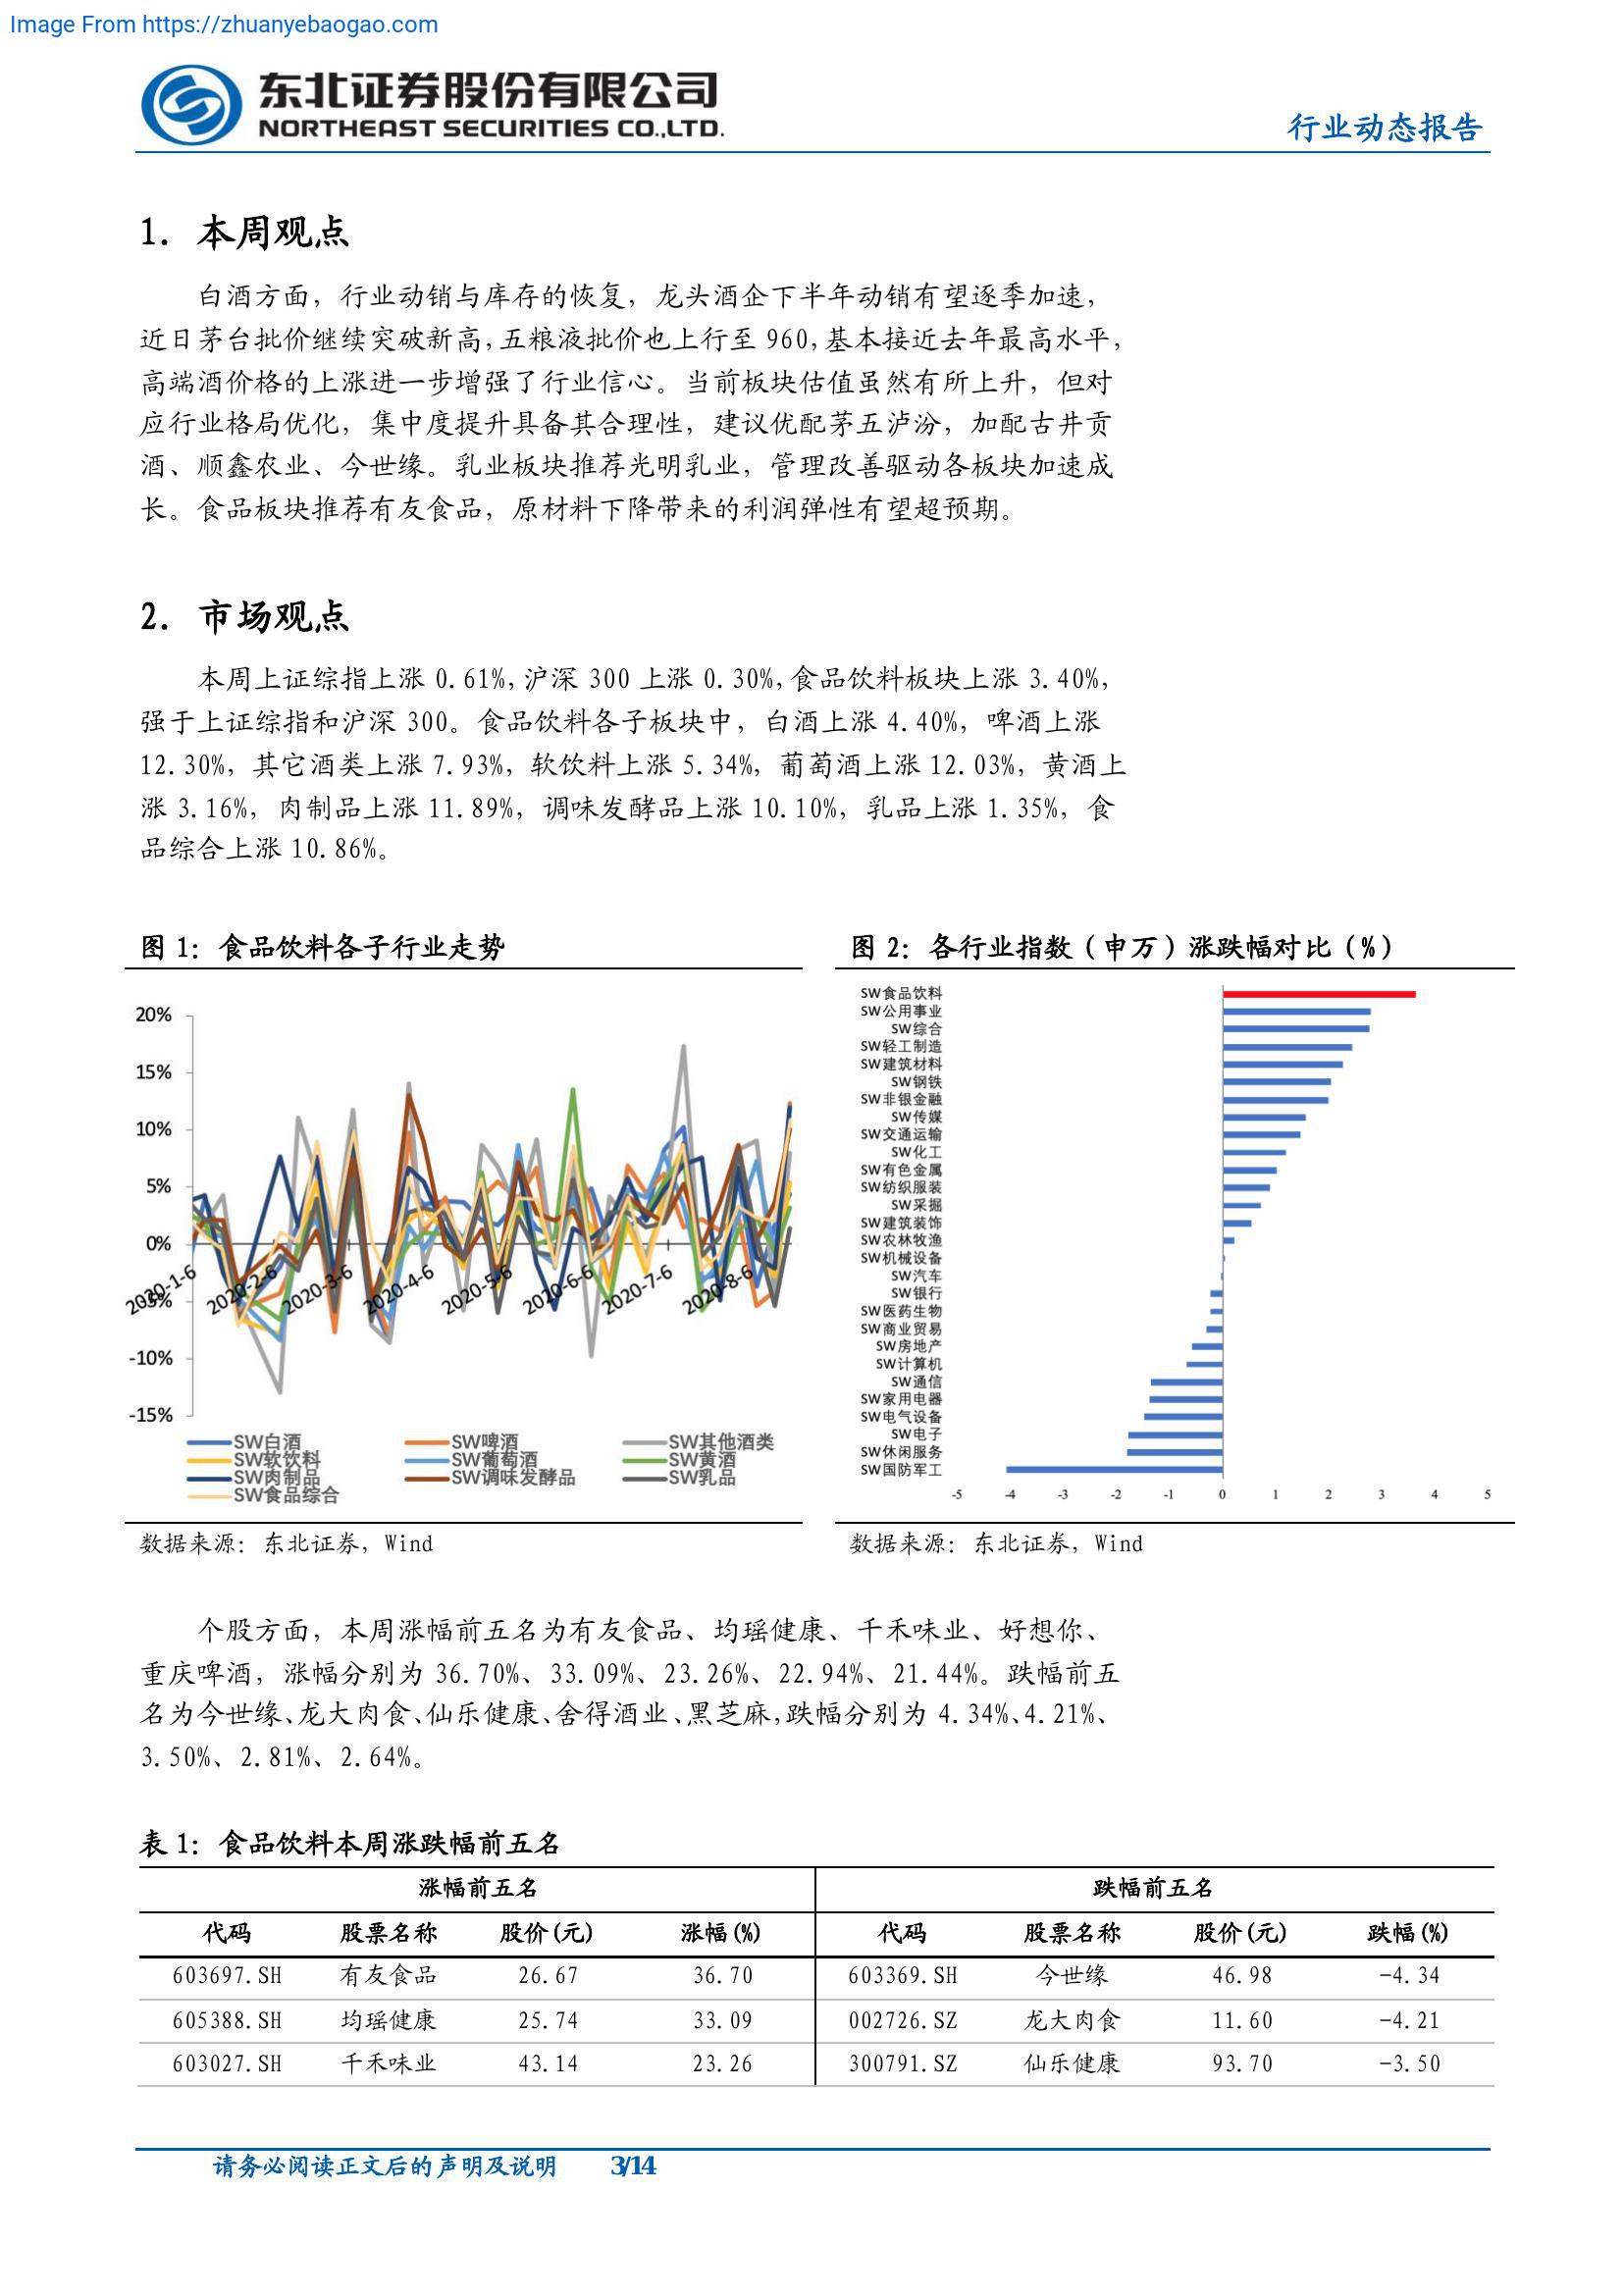 Image From https://zhuanyebaogao.com
东北证券股份有限公司
NORTHEAST SECURITIES CO.,LTD.
行业动态报告
1. 本周观点
白酒方面，行业动销与库存的恢复，龙头酒企下半年动销有望逐季加速，
近日茅台批价继续突破新高，五粮液批价也上行至 960，基本接近去年最高水平，
高端酒价格的上涨进一步增强了行业信心。当前板块估值虽然有所上升，但对
应行业格局优化，集中度提升具备其合理性，建议优配茅五泸汾，加配古井贡
酒、顺鑫农业、今世缘。乳业板块推荐光明乳业，管理改善驱动各板块加速成
长。食品板块推荐有友食品，原材料下降带来的利润弹性有望超预期。
2. 市场观点
本周上证综指上涨 0.61%，沪深 300 上涨 0.30%，食品饮料板块上涨 3.40%，
强于上证综指和沪深 300。食品饮料各子板块中，白酒上涨 4.40%，啤酒上涨
12.30%，其它酒类上涨 7.93%，软饮料上涨 5.34%，葡萄酒上涨 12.03%，黄酒上
涨 3.16%，肉制品上涨 11.89%，调味发酵品上涨 10.10%，乳品上涨 1.35%，食
品综合上涨 10.86%。
图 1：食品饮料各子行业走势
20%
15%
10%
5%
0%
-5%
-10%
-15%
2020-1-6 2020-2-6 2020-3-6 2020-4-6 2020-5-6 2020-6-6 2020-7-6 2020-8-6
SW白酒 SW啤酒 SW其他酒类
SW软饮料 SW葡萄酒 SW黄酒
SW肉制品 SW调味发酵品 SW乳品
SW食品综合
数据来源：东北证券，Wind
图 2：各行业指数（申万）涨跌幅对比（%）
SW食品饮料
SW公用事业
SW综合
SW轻工制造
SW建筑材料
SW钢铁
SW非银金融
SW传媒
SW交通运输
SW化工
SW有色金属
SW纺织服装
SW采掘
SW建筑装饰
SW农林牧渔
SW机械设备
SW汽车
SW银行
SW医药生物
SW商业贸易
SW房地产
SW计算机
SW通信
SW家用电器
SW电气设备
SW电子
SW休闲服务
SW国防军工
-5 -4 -3 -2 -1 0 1 2 3 4 5
数据来源：东北证券，Wind
个股方面，本周涨幅前五名为有友食品、均瑶健康、千禾味业、好想你、
重庆啤酒，涨幅分别为 36.70%、33.09%、23.26%、22.94%、21.44%。跌幅前五
名为今世缘、龙大肉食、仙乐健康、舍得酒业、黑芝麻，跌幅分别为 4.34%、4.21%、
3.50%、2.81%、2.64%。
表 1：食品饮料本周涨跌幅前五名
涨幅前五名 跌幅前五名
代码 股票名称 股价(元) 涨幅(%) 代码 股票名称 股价(元) 跌幅(%)
603697.SH 有友食品 26.67 36.70 603369.SH 今世缘 46.98 -4.34
605388.SH 均瑶健康 25.74 33.09 002726.SZ 龙大肉食 11.60 -4.21
603027.SH 千禾味业 43.14 23.26 300791.SZ 仙乐健康 93.70 -3.50
请务必阅读正文后的声明及说明 3/14